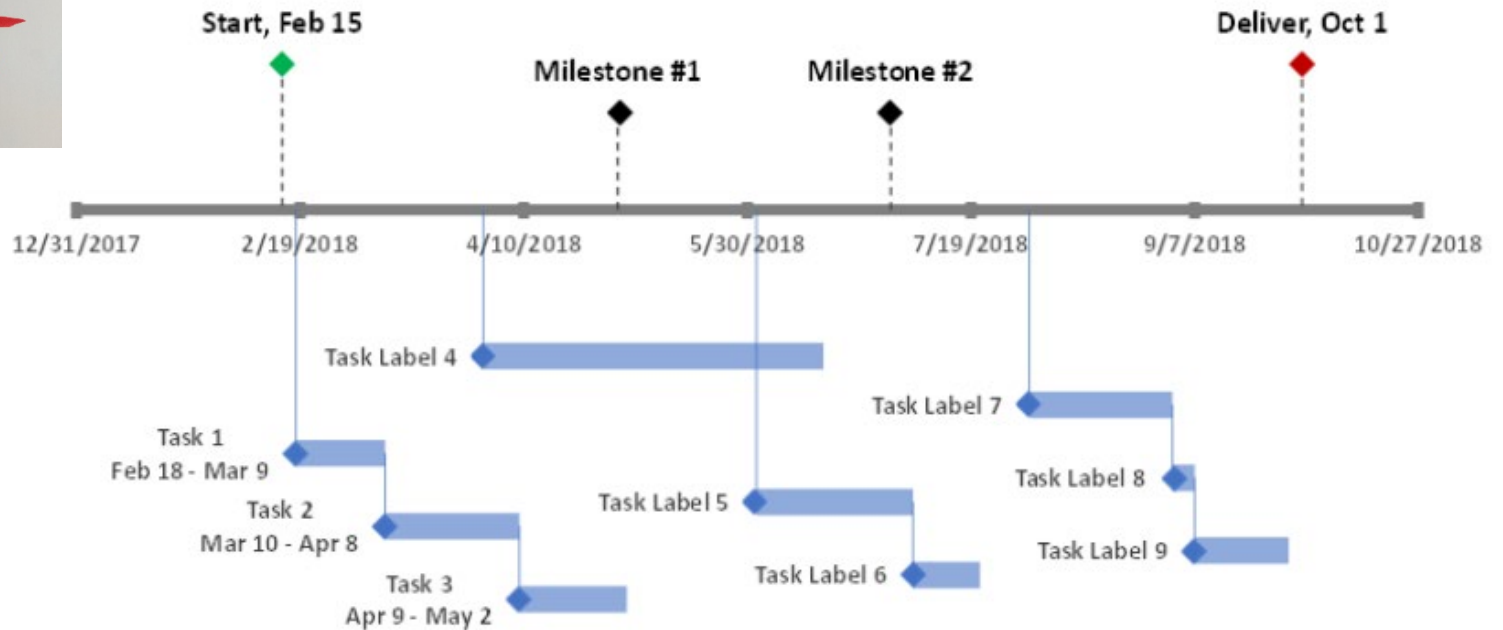 Start, Feb 15
Deliver, Oct 1
Milestone #1
Milestone #2
12/31/2017
2/19/2018
4/10/2018
5/30/2018
7/19/2018
9/7/2018
10/27/2018
Task Label 4
Task Label 7
Task 1
Feb 18 - Mar 9
Task Label 8
Task Label 5
Task 2
Mar 10 - Apr 8
Task Label 9
Task Label 6
Task 3
Apr 9 - May 2